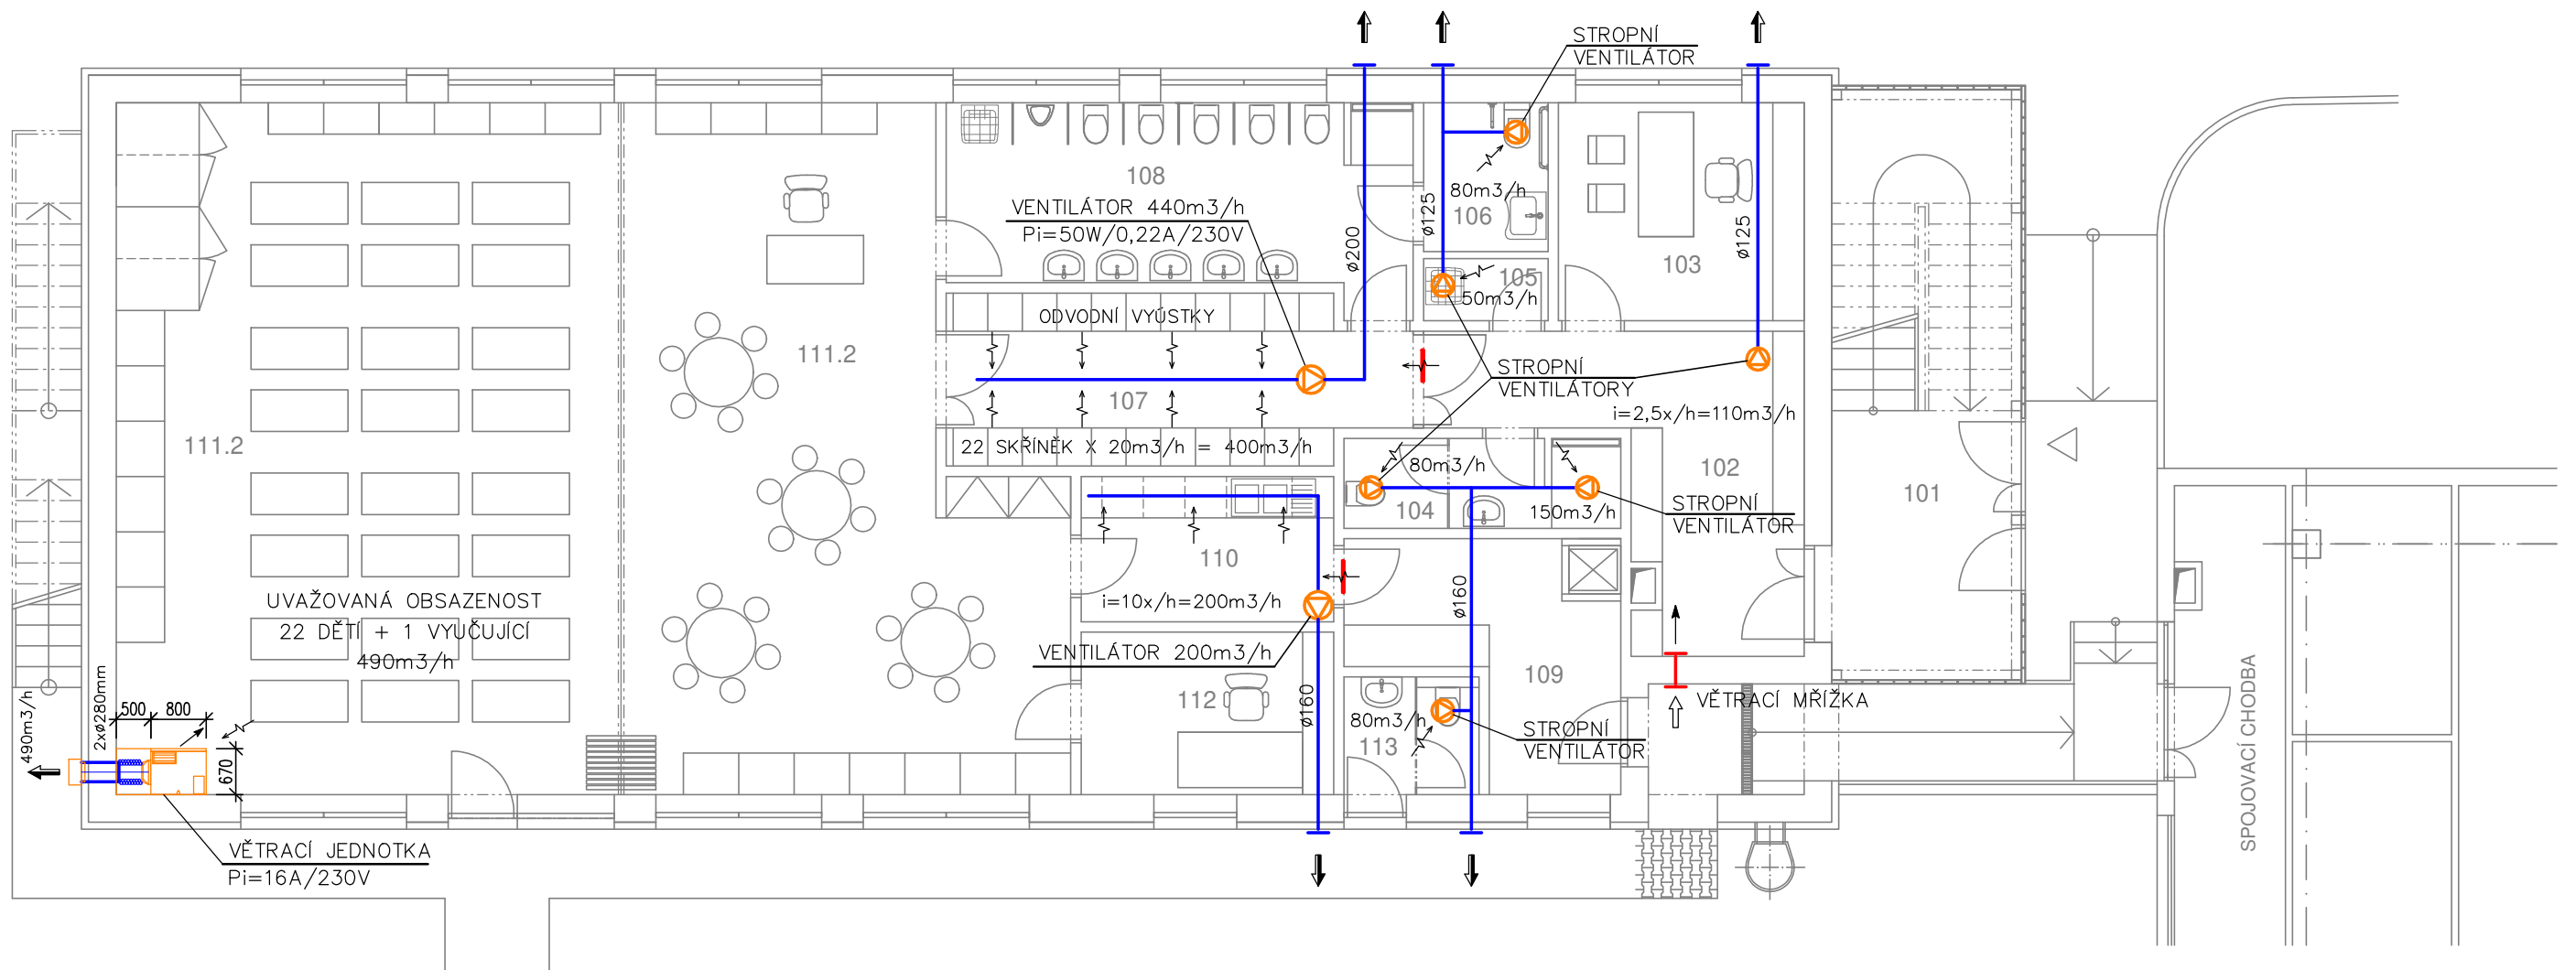 STROPNÍ
VENTILÁTOR
108
VENTILÁTOR 440m3/h
Pi=50W/0,22A/230V
ø200
ø125
80m3/h
106
103
ø125
105
50m3/h
ODVODNÍ VYÚSTKY
111.2
107
STROPNÍ
VENTILÁTORY
i=2,5x/h=110m3/h
111.2
22 SKŘÍNĚK X 20m3/h = 400m3/h
80m3/h
102
104
150m3/h
STROPNÍ
VENTILÁTOR
101
110
i=10x/h=200m3/h
ø160
UVAŽOVANÁ OBSAZENOST
22 DĚTÍ + 1 VYUČUJÍCÍ
490m3/h
VENTILÁTOR 200m3/h
109
112
ø160
80m3/h
113
STROPNÍ
VENTILÁTOR
VĚTRACÍ MŘÍŽKA
SPOJOVACÍ CHODBA
490m3/h
2xø280mm
500
800
670
VĚTRACÍ JEDNOTKA
Pi=16A/230V